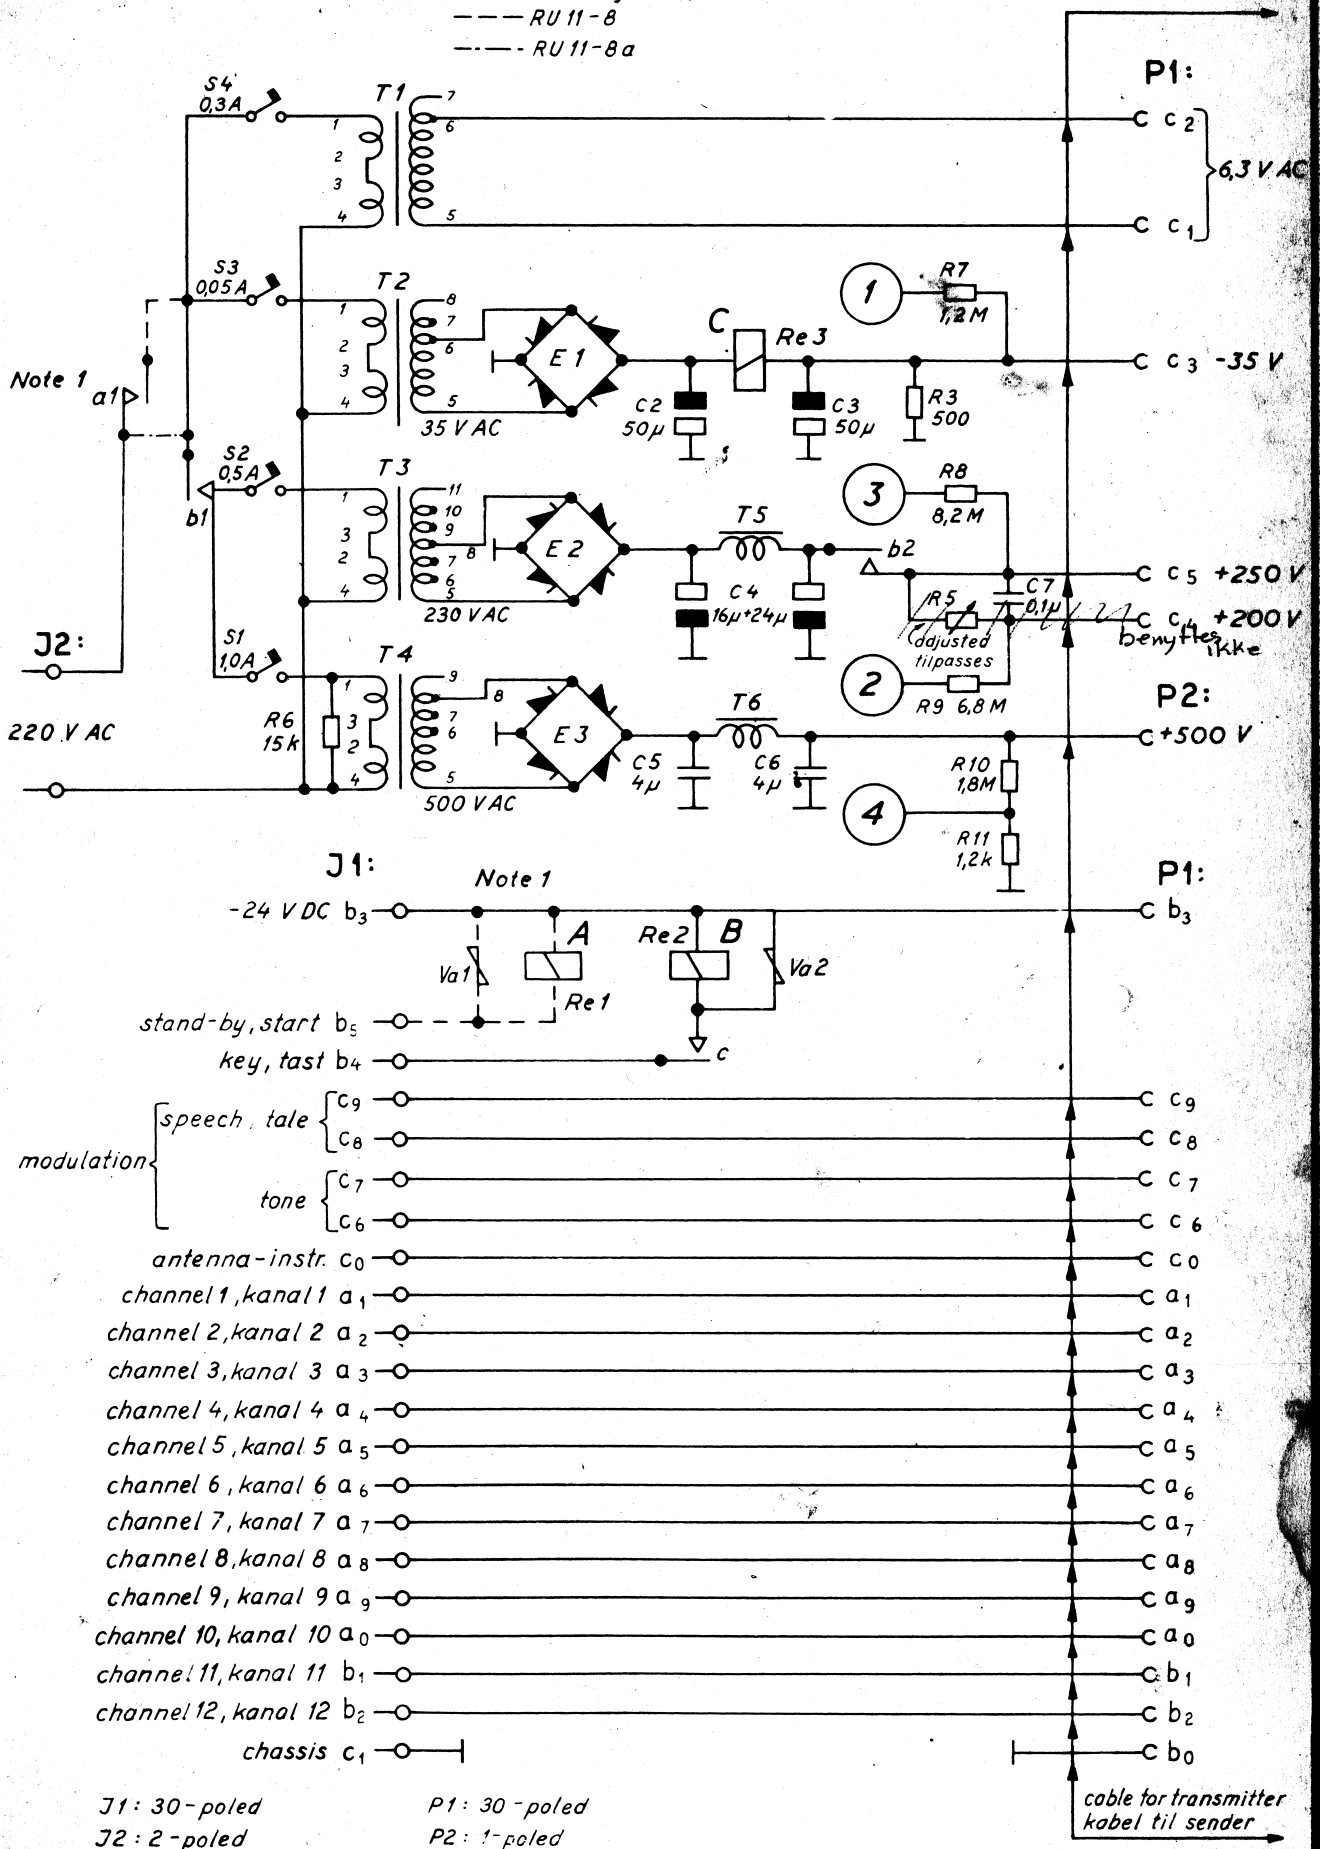 RU 11-8
RU 11-8a
P1:
S4
0,3A
T1
7
6
5
1
2
3
4
c2
6,3 V AC
c1
S3
0,05A
T2
1
2
3
4
8
7
6
5
35 V AC
E1
C
Re3
1
R7
1,2M
c3 -35 V
C2
50µ
C3
50µ
R3
500
Note 1
a1
S2
0,5A
b1
T3
1
3
2
4
11
10
9
8
7
6
5
230 VAC
E2
T5
C4
16µ+24µ
b2
3
R8
8,2M
c5 +250 V
R5
C7
0,1µ
c4 +200V
benyttes
ikke
adjusted
tilpasses
2
R9 6,8M
J2:
220 V AC
S1
1,0A
R6
15k
T4
1
3
2
4
9
8
7
6
5
500 VAC
E3
T6
C5
4µ
C6
4µ
P2:
+500 V
R10
1,8M
4
R11
1,2k
J1:
Note 1
P1:
-24 V DC b3
b3
A
Re2
B
Va1
Re1
Va2
stand-by, start b5
key, tast b4
c
modulation
speech, tale
c9
c9
c8
c8
tone
c7
c7
c6
c6
antenna-instr. c0
c0
channel 1, kanal 1 a1
a1
channel 2, kanal 2 a2
a2
channel 3, kanal 3 a3
a3
channel 4, kanal 4 a4
a4
channel 5, kanal 5 a5
a5
channel 6, kanal 6 a6
a6
channel 7, kanal 7 a7
a7
channel 8, kanal 8 a8
a8
channel 9, kanal 9 a9
a9
channel 10, kanal 10 a0
a0
channel 11, kanal 11 b1
b1
channel 12, kanal 12 b2
b2
chassis c1
b0
J1: 30-poled
P1: 30-poled
J2: 2-poled
P2: 1-poled
cable for transmitter
kabel til sender